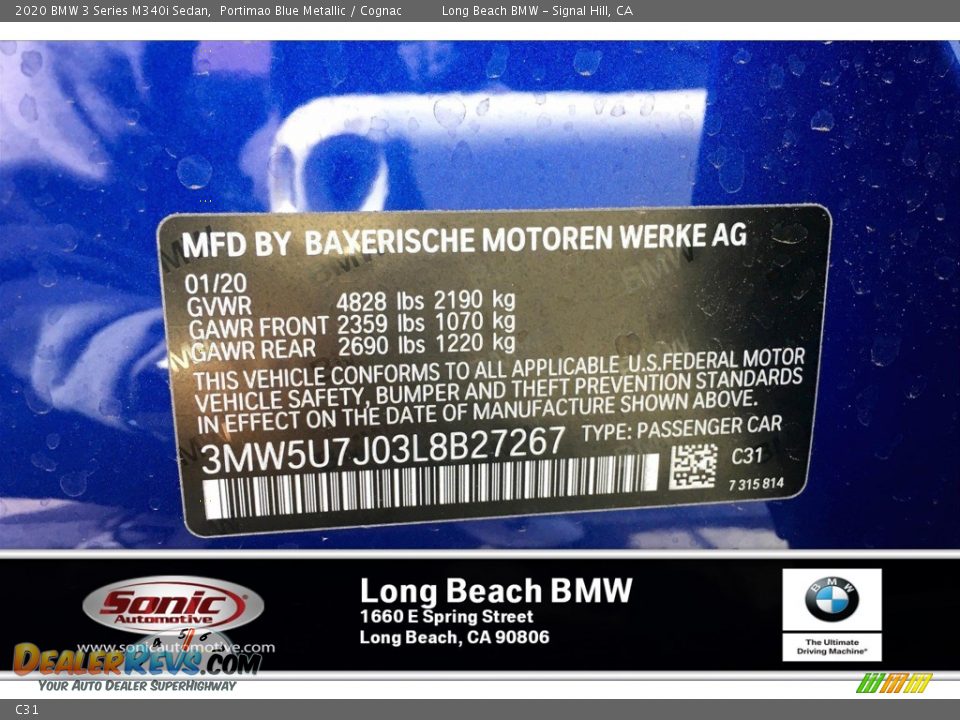 2020 BMW 3 Series M340i Sedan, Portimao Blue Metallic / Cognac Long Beach BMW - Signal Hill, CA
MFD BY BAYERISCHE MOTOREN WERKE AG
01/20
GVWR 4828 lbs 2190 kg
GAWR FRONT 2359 lbs 1070 kg
GAWR REAR 2690 lbs 1220 kg
THIS VEHICLE CONFORMS TO ALL APPLICABLE U.S.FEDERAL MOTOR
VEHICLE SAFETY, BUMPER AND THEFT PREVENTION STANDARDS
IN EFFECT ON THE DATE OF MANUFACTURE SHOWN ABOVE.
3MW5U7J03L8B27267 TYPE: PASSENGER CAR
C31
7 315 814
Sonic
Automotive
www.sonicautomotive.com
Long Beach BMW
1660 E Spring Street
Long Beach, CA 90806
BMW
The Ultimate
Driving Machine®
4 5 6
DEALERREVS.COM
YOUR AUTO DEALER SUPERHIGHWAY
C31